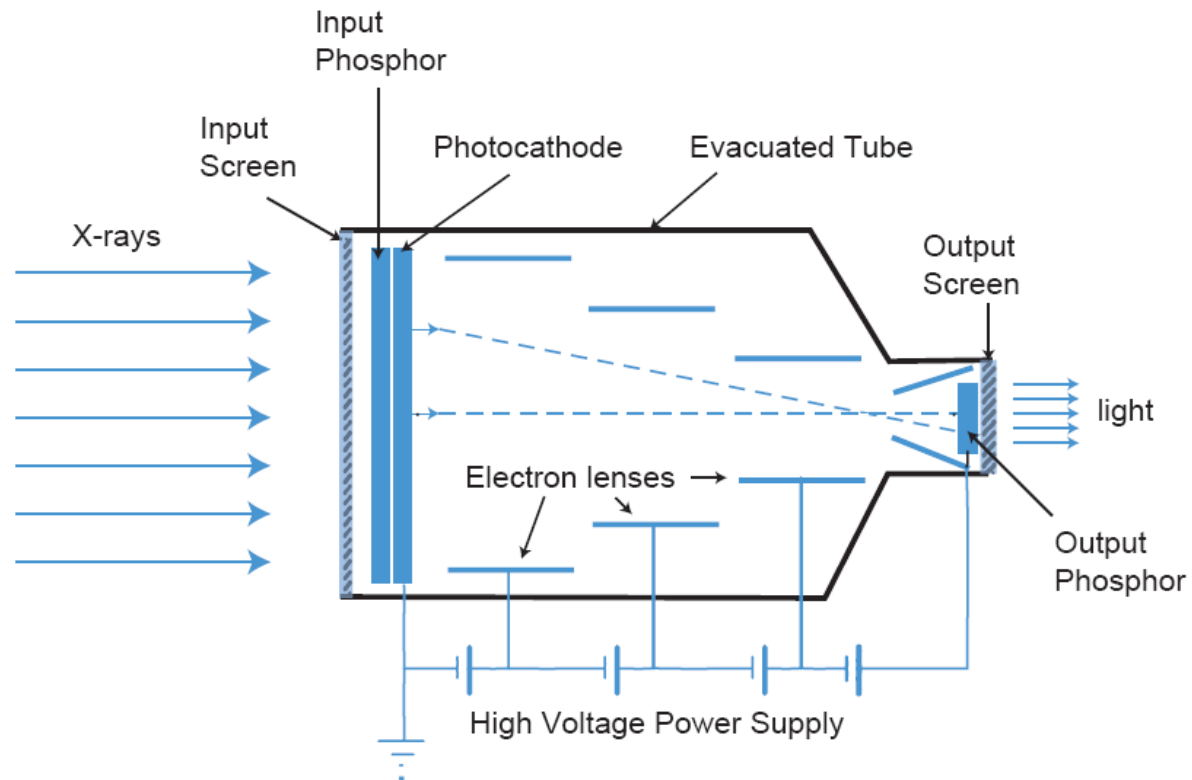 Input
Phosphor
Input
Screen
Photocathode
Evacuated Tube
X-rays
Output
Screen
light
Electron lenses
Output
Phosphor
High Voltage Power Supply